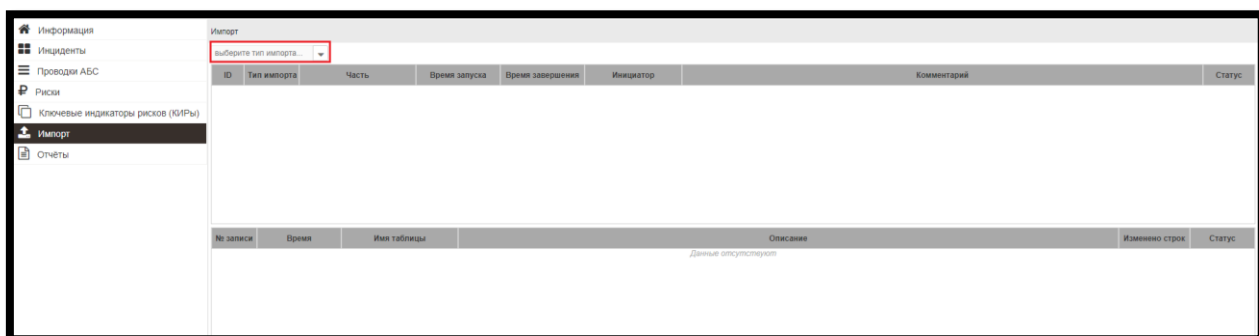 Информация
Инциденты
Проводки АБС
Риски
Ключевые индикаторы рисков (КИРы)
Импорт
Отчёты
Импорт
выберите тип импорта...
ID Тип импорта Часть Время запуска Время завершения Инициатор Комментарий Статус
№ записи Время Имя таблицы Описание Изменено строк Статус
Данные отсутствуют